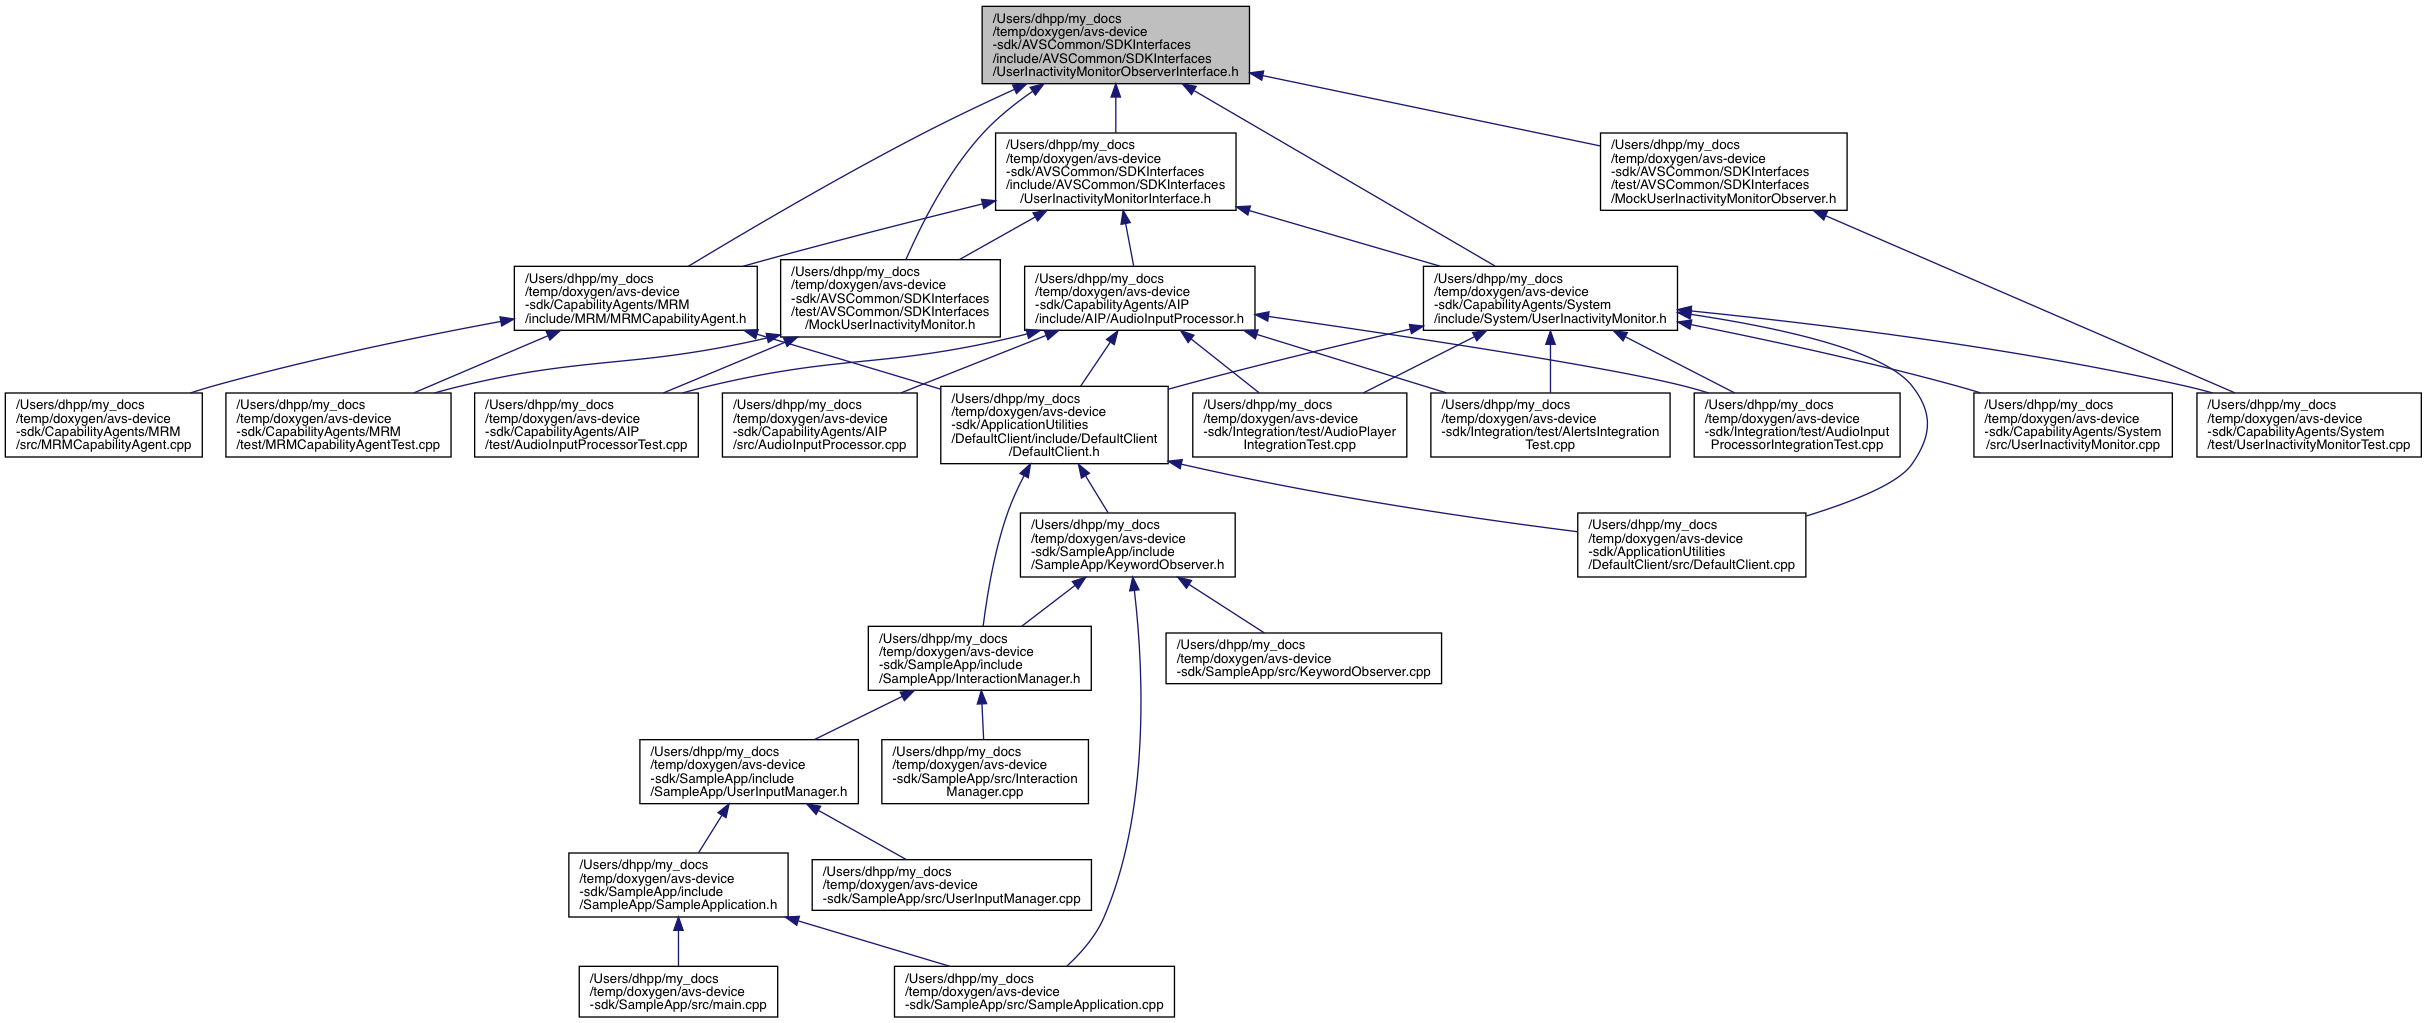 /Users/dhpp/my_docs
/temp/doxygen/avs-device
-sdk/AVSCommon/SDKInterfaces
/include/AVSCommon/SDKInterfaces
/UserInactivityMonitorObserverInterface.h
/Users/dhpp/my_docs
/temp/doxygen/avs-device
-sdk/AVSCommon/SDKInterfaces
/include/AVSCommon/SDKInterfaces
/UserInactivityMonitorInterface.h
/Users/dhpp/my_docs
/temp/doxygen/avs-device
-sdk/AVSCommon/SDKInterfaces
/test/AVSCommon/SDKInterfaces
/MockUserInactivityMonitorObserver.h
/Users/dhpp/my_docs
/temp/doxygen/avs-device
-sdk/CapabilityAgents/MRM
/include/MRM/MRMCapabilityAgent.h
/Users/dhpp/my_docs
/temp/doxygen/avs-device
-sdk/AVSCommon/SDKInterfaces
/test/AVSCommon/SDKInterfaces
/MockUserInactivityMonitor.h
/Users/dhpp/my_docs
/temp/doxygen/avs-device
-sdk/CapabilityAgents/AIP
/include/AIP/AudioInputProcessor.h
/Users/dhpp/my_docs
/temp/doxygen/avs-device
-sdk/CapabilityAgents/System
/include/System/UserInactivityMonitor.h
/Users/dhpp/my_docs
/temp/doxygen/avs-device
-sdk/CapabilityAgents/MRM
/src/MRMCapabilityAgent.cpp
/Users/dhpp/my_docs
/temp/doxygen/avs-device
-sdk/CapabilityAgents/MRM
/test/MRMCapabilityAgentTest.cpp
/Users/dhpp/my_docs
/temp/doxygen/avs-device
-sdk/CapabilityAgents/AIP
/test/AudioInputProcessorTest.cpp
/Users/dhpp/my_docs
/temp/doxygen/avs-device
-sdk/CapabilityAgents/AIP
/src/AudioInputProcessor.cpp
/Users/dhpp/my_docs
/temp/doxygen/avs-device
-sdk/ApplicationUtilities
/DefaultClient/include/DefaultClient
/DefaultClient.h
/Users/dhpp/my_docs
/temp/doxygen/avs-device
-sdk/Integration/test/AudioPlayer
IntegrationTest.cpp
/Users/dhpp/my_docs
/temp/doxygen/avs-device
-sdk/Integration/test/AlertsIntegration
Test.cpp
/Users/dhpp/my_docs
/temp/doxygen/avs-device
-sdk/Integration/test/AudioInput
ProcessorIntegrationTest.cpp
/Users/dhpp/my_docs
/temp/doxygen/avs-device
-sdk/CapabilityAgents/System
/src/UserInactivityMonitor.cpp
/Users/dhpp/my_docs
/temp/doxygen/avs-device
-sdk/CapabilityAgents/System
/test/UserInactivityMonitorTest.cpp
/Users/dhpp/my_docs
/temp/doxygen/avs-device
-sdk/SampleApp/include
/SampleApp/KeywordObserver.h
/Users/dhpp/my_docs
/temp/doxygen/avs-device
-sdk/ApplicationUtilities
/DefaultClient/src/DefaultClient.cpp
/Users/dhpp/my_docs
/temp/doxygen/avs-device
-sdk/SampleApp/include
/SampleApp/InteractionManager.h
/Users/dhpp/my_docs
/temp/doxygen/avs-device
-sdk/SampleApp/src/KeywordObserver.cpp
/Users/dhpp/my_docs
/temp/doxygen/avs-device
-sdk/SampleApp/include
/SampleApp/UserInputManager.h
/Users/dhpp/my_docs
/temp/doxygen/avs-device
-sdk/SampleApp/src/Interaction
Manager.cpp
/Users/dhpp/my_docs
/temp/doxygen/avs-device
-sdk/SampleApp/include
/SampleApp/SampleApplication.h
/Users/dhpp/my_docs
/temp/doxygen/avs-device
-sdk/SampleApp/src/UserInputManager.cpp
/Users/dhpp/my_docs
/temp/doxygen/avs-device
-sdk/SampleApp/src/main.cpp
/Users/dhpp/my_docs
/temp/doxygen/avs-device
-sdk/SampleApp/src/SampleApplication.cpp